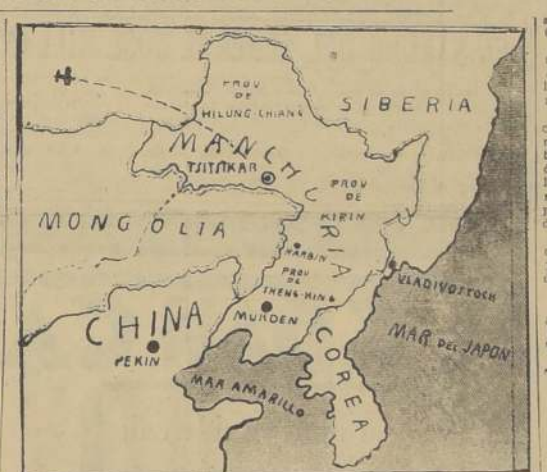 PROV
DE
HILUNG-CHIANG
SIBERIA
MANCHURIA
TSITSIKAR
PROV
DE
KIRIN
MONGOLIA
HARBIN
PROV
DE
SHENG-KING
VLADIVOSTOCH
MUKDEN
CHINA
PEKIN
COREA
MAR DEL JAPON
MAR AMARILLO